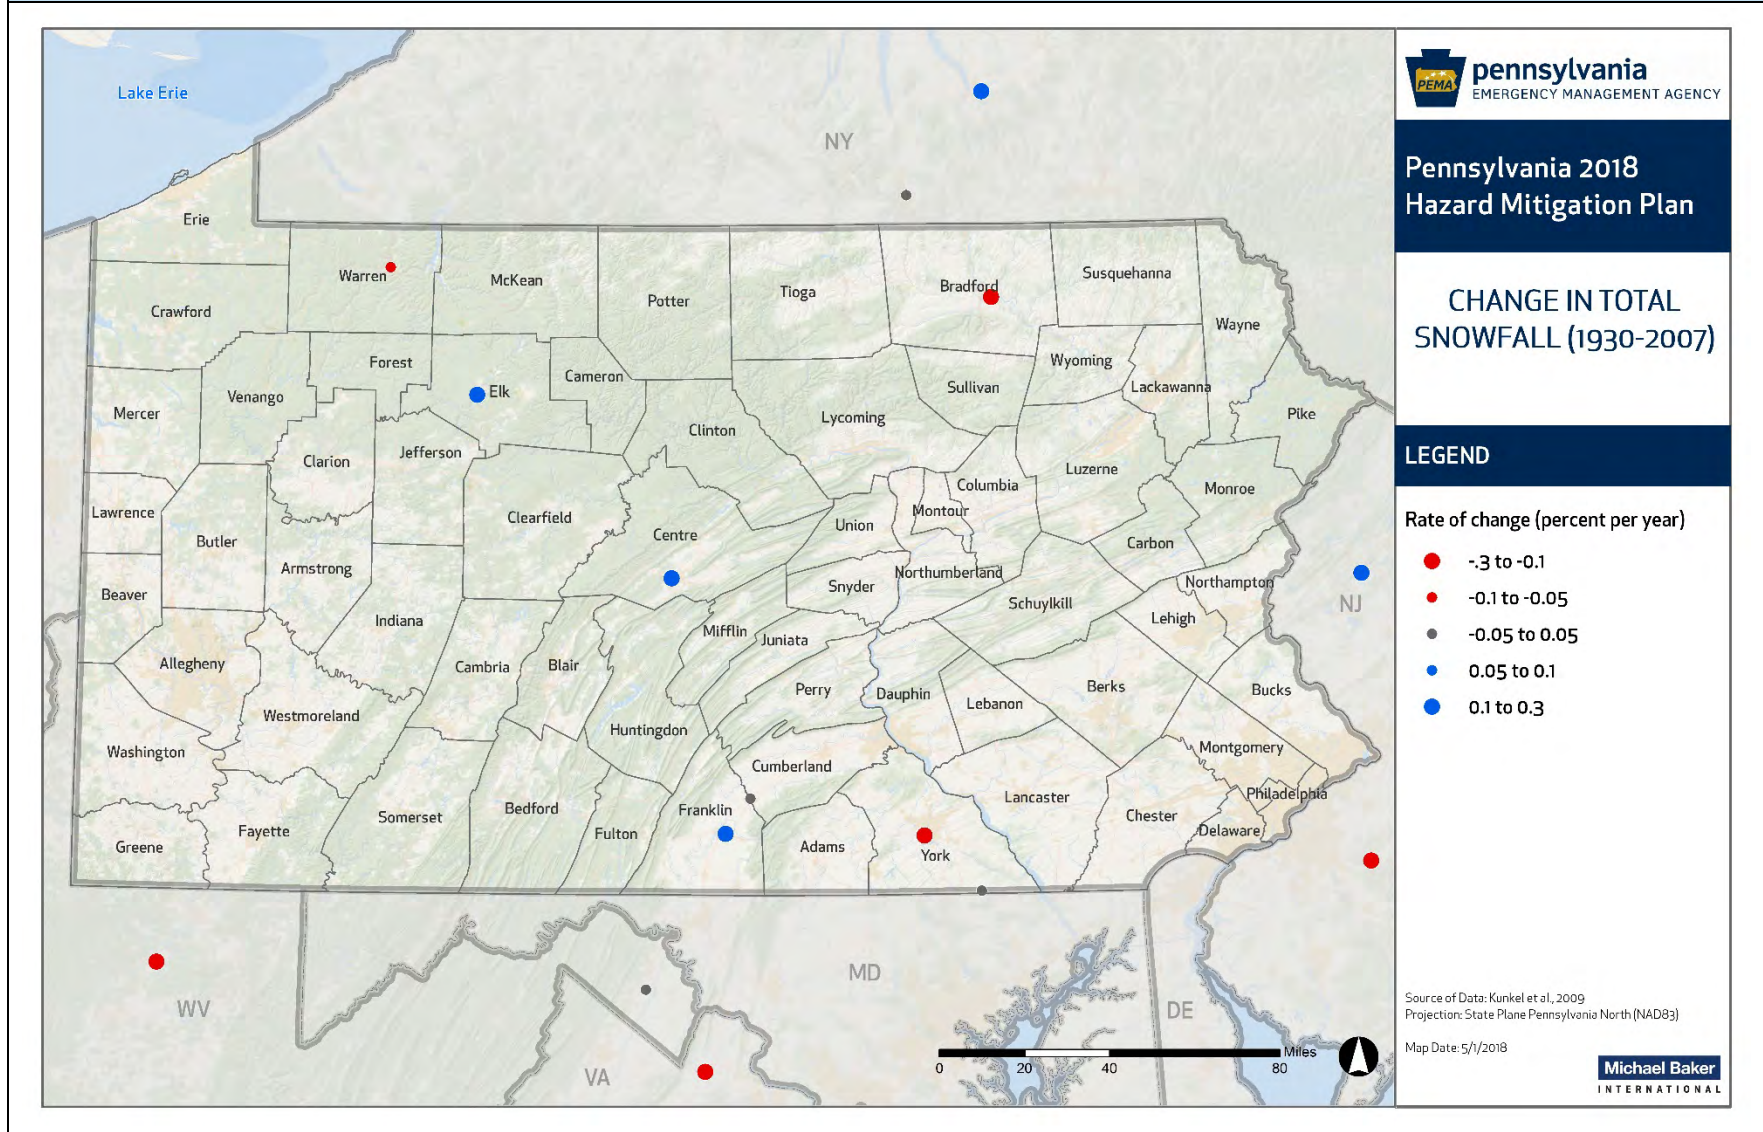 pennsylvania
PEMA
EMERGENCY MANAGEMENT AGENCY
Pennsylvania 2018
Hazard Mitigation Plan
CHANGE IN TOTAL
SNOWFALL (1930-2007)
LEGEND
Rate of change (percent per year)
-.3 to -0.1
-0.1 to -0.05
-0.05 to 0.05
0.05 to 0.1
0.1 to 0.3
Source of Data: Kunkel et al., 2009
Projection: State Plane Pennsylvania North (NAD83)
Map Date: 5/1/2018
Michael Baker
INTERNATIONAL
Lake Erie
NY
Erie
Warren
McKean
Potter
Tioga
Bradford
Susquehanna
Wayne
Crawford
Forest
Elk
Cameron
Wyoming
Sullivan
Lackawanna
Pike
Mercer
Venango
Clinton
Lycoming
Clarion
Jefferson
Luzerne
Columbia
Monroe
Lawrence
Butler
Clearfield
Centre
Union
Montour
Carbon
Armstrong
Beaver
Snyder
Northumberland
Northampton
NJ
Schuylkill
Lehigh
Indiana
Mifflin
Juniata
Allegheny
Cambria
Blair
Perry
Dauphin
Lebanon
Berks
Bucks
Westmoreland
Huntingdon
Washington
Cumberland
Montgomery
Philadelphia
Lancaster
Franklin
Bedford
Somerset
Fayette
Greene
Fulton
Adams
York
Chester
Delaware
MD
WV
DE
VA
Miles
0 20 40 80